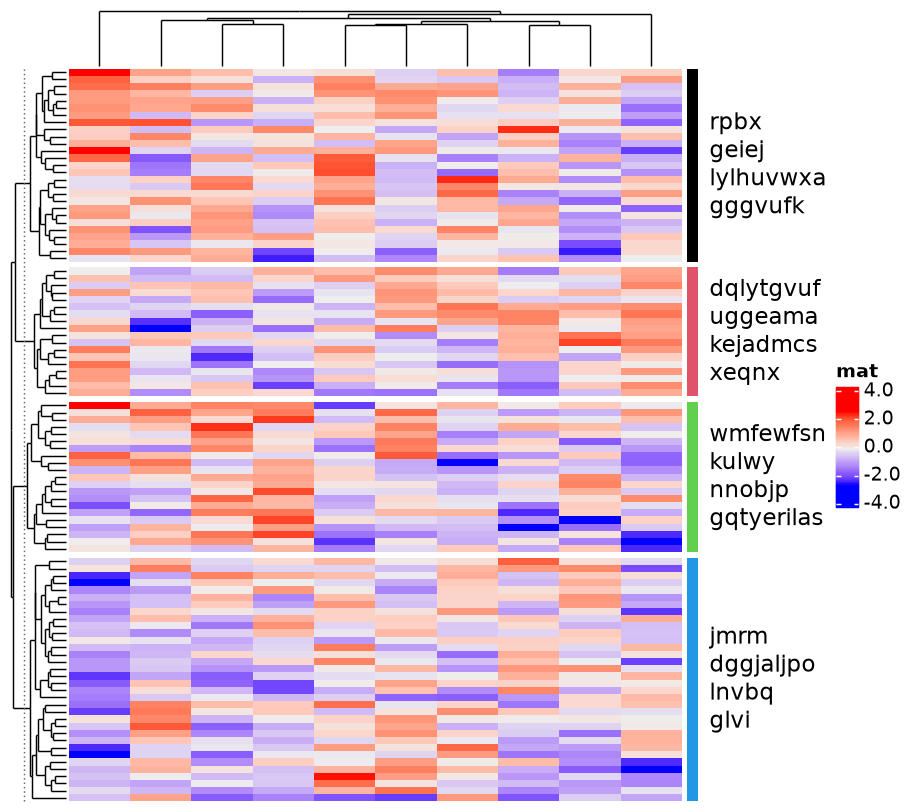 rpbx
geiej
lylhuvwxa
gggvufk
dqlytgvuf
uggeama
kejadmcs
xeqnx
mat
4.0
2.0
0.0
-2.0
-4.0
wmfewfsn
kulwy
nnobjp
gqtyerilas
jmrm
dggjaljpo
lnvbq
glvi